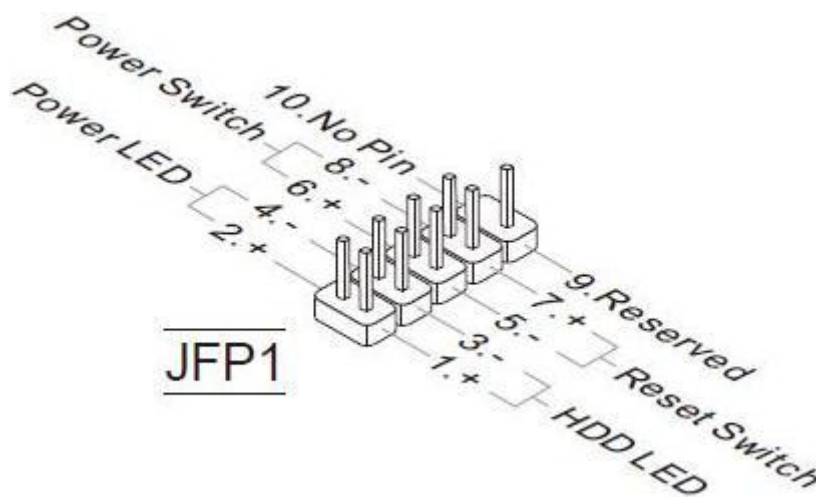 Power Switch
Power LED
10.No Pin
8.-
6.+
4.-
2.+
9.Reserved
7.+
5.-
3.-
1.+
Reset Switch
HDD LED
JFP1